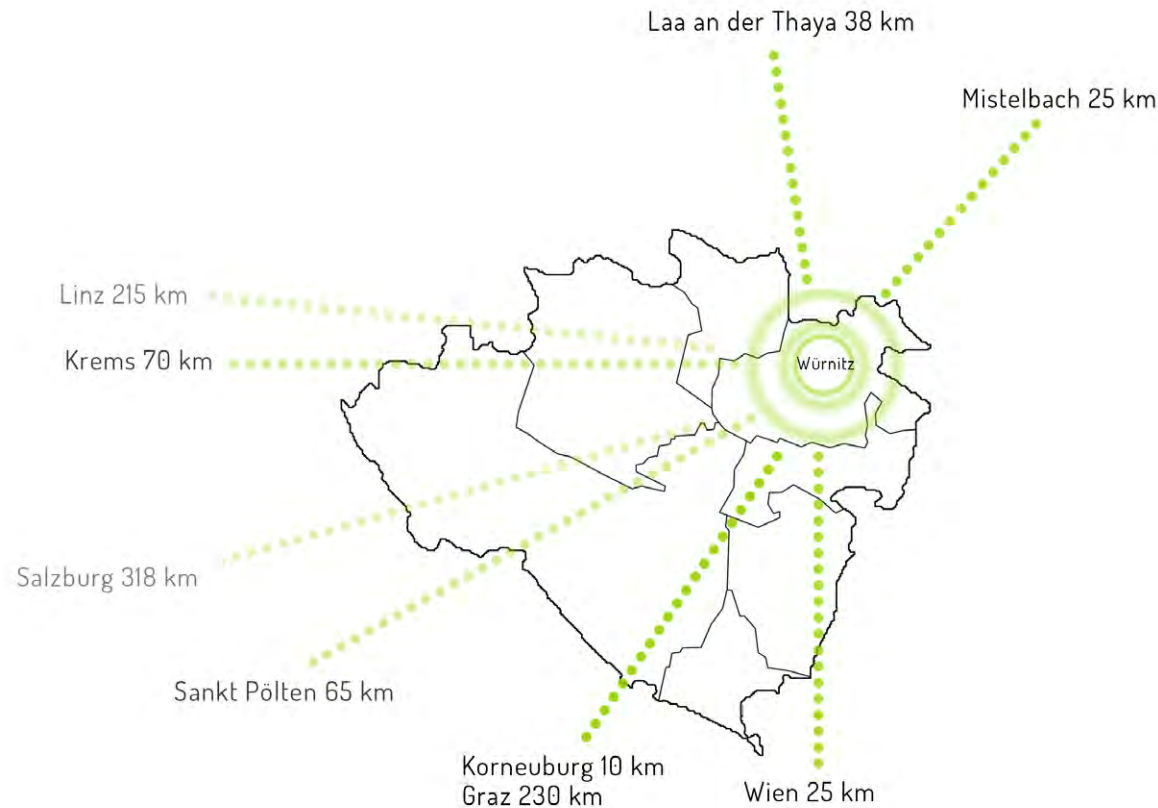 Laa an der Thaya 38 km
Mistelbach 25 km
Linz 215 km
Krems 70 km
Würnitz
Salzburg 318 km
Sankt Pölten 65 km
Korneuburg 10 km
Graz 230 km
Wien 25 km